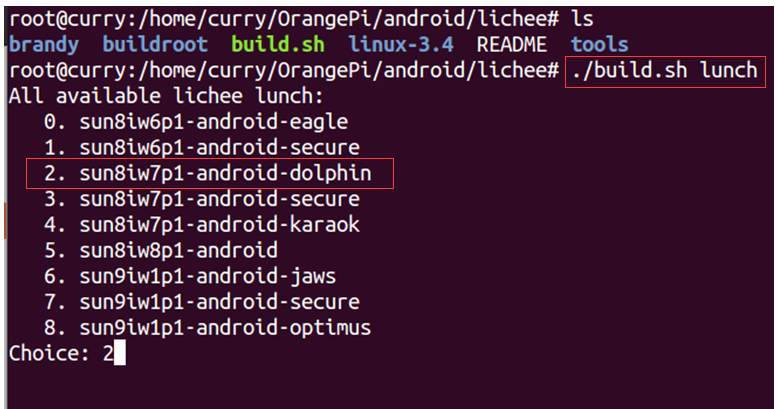 root@curry:/home/curry/OrangePi/android/lichee# ls
brandy  buildroot  build.sh  linux-3.4  README  tools
root@curry:/home/curry/OrangePi/android/lichee# ./build.sh lunch
All available lichee lunch:
   0. sun8iw6p1-android-eagle
   1. sun8iw6p1-android-secure
   2. sun8iw7p1-android-dolphin
   3. sun8iw7p1-android-secure
   4. sun8iw7p1-android-karaok
   5. sun8iw8p1-android
   6. sun9iw1p1-android-jaws
   7. sun9iw1p1-android-secure
   8. sun9iw1p1-android-optimus
Choice: 2